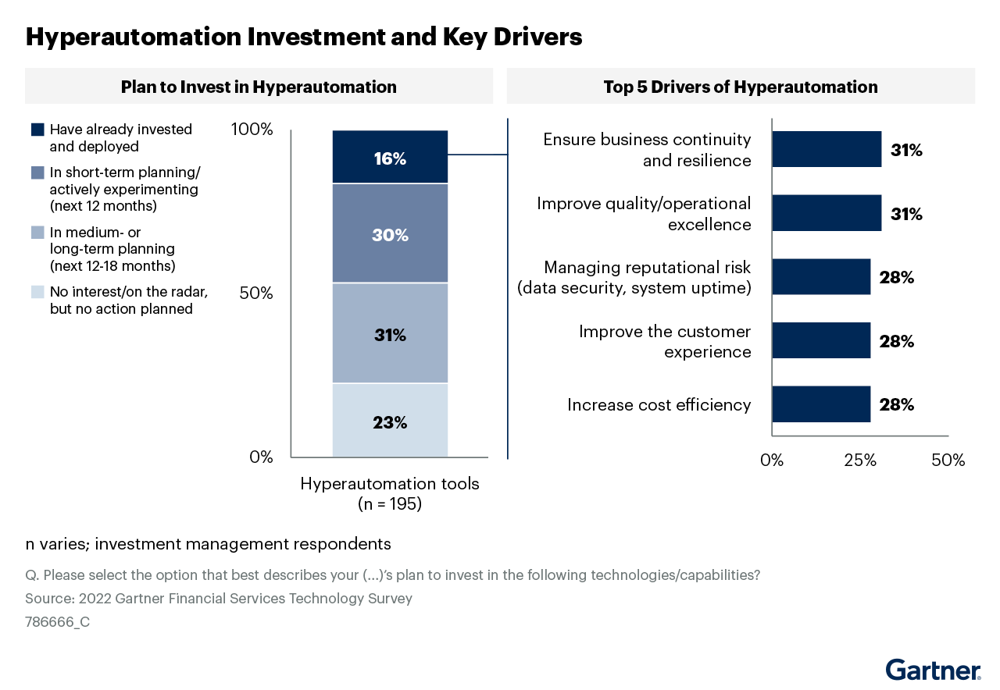 Hyperautomation Investment and Key Drivers
Plan to Invest in Hyperautomation
Have already invested
and deployed
In short-term planning/
actively experimenting
(next 12 months)
In medium- or
long-term planning
(next 12-18 months)
No interest/on the radar,
but no action planned
100%
50%
0%
16%
30%
31%
23%
Hyperautomation tools
(n = 195)
Top 5 Drivers of Hyperautomation
Ensure business continuity
and resilience
31%
Improve quality/operational
excellence
31%
Managing reputational risk
(data security, system uptime)
28%
Improve the customer
experience
28%
Increase cost efficiency
28%
0% 25% 50%
n varies; investment management respondents
Q. Please select the option that best describes your (...)’s plan to invest in the following technologies/capabilities?
Source: 2022 Gartner Financial Services Technology Survey
786666_C
Gartner®